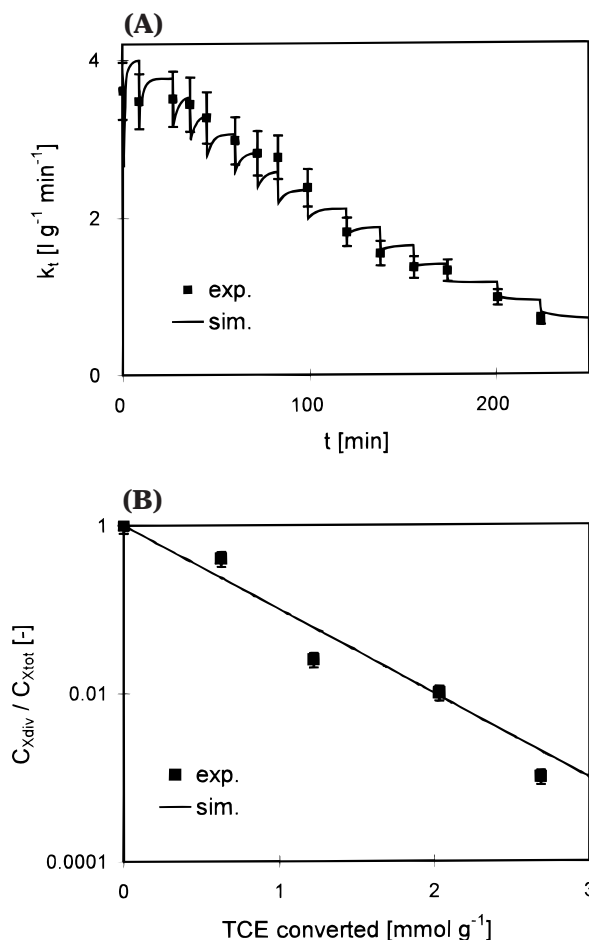 (A)
4
2
0
k_t [l g⁻¹ min⁻¹]
exp.
sim.
0 100 200
t [min]
(B)
1
0.01
0.0001
C_Xdiv / C_Xtot [-]
exp.
sim.
0 1 2 3
TCE converted [mmol g⁻¹]